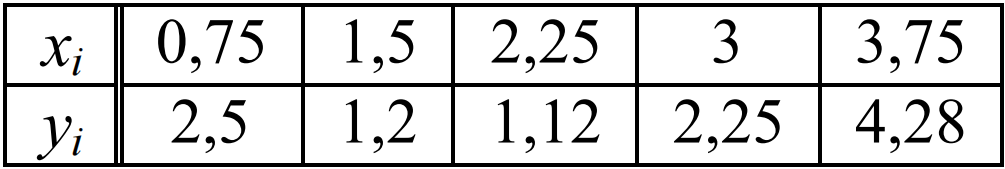 xᵢ 0,75 1,5 2,25 3 3,75
yᵢ 2,5 1,2 1,12 2,25 4,28